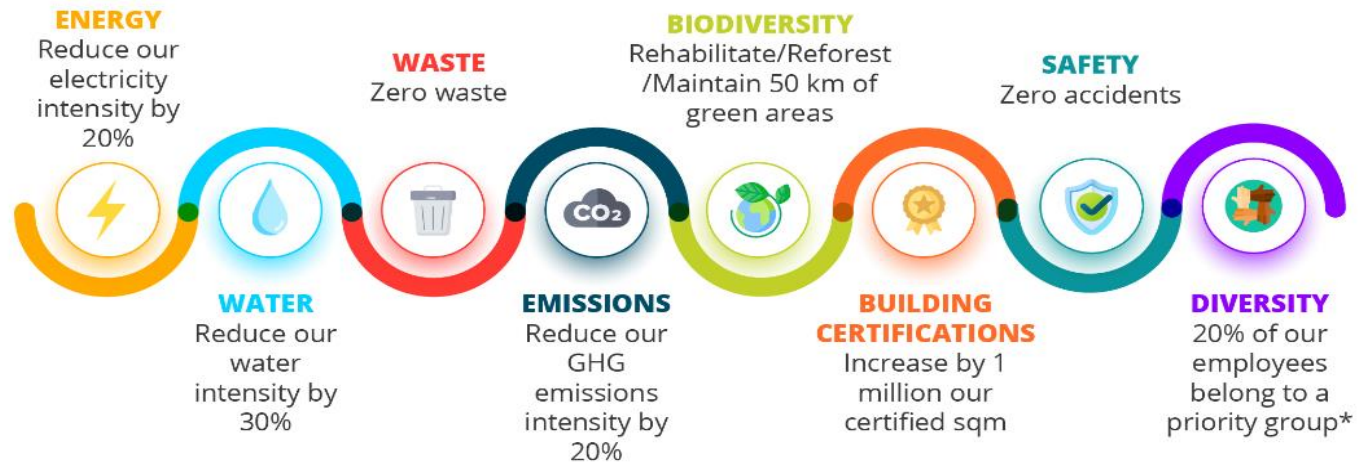 ENERGY
Reduce our
electricity
intensity by
20%
WATER
Reduce our
water
intensity by
30%
WASTE
Zero waste
CO₂
EMISSIONS
Reduce our
GHG
emissions
intensity by
20%
BIODIVERSITY
Rehabilitate/Reforest
/Maintain 50 km of
green areas
BUILDING
CERTIFICATIONS
Increase by 1
million our
certified sqm
SAFETY
Zero accidents
DIVERSITY
20% of our
employees
belong to a
priority group*